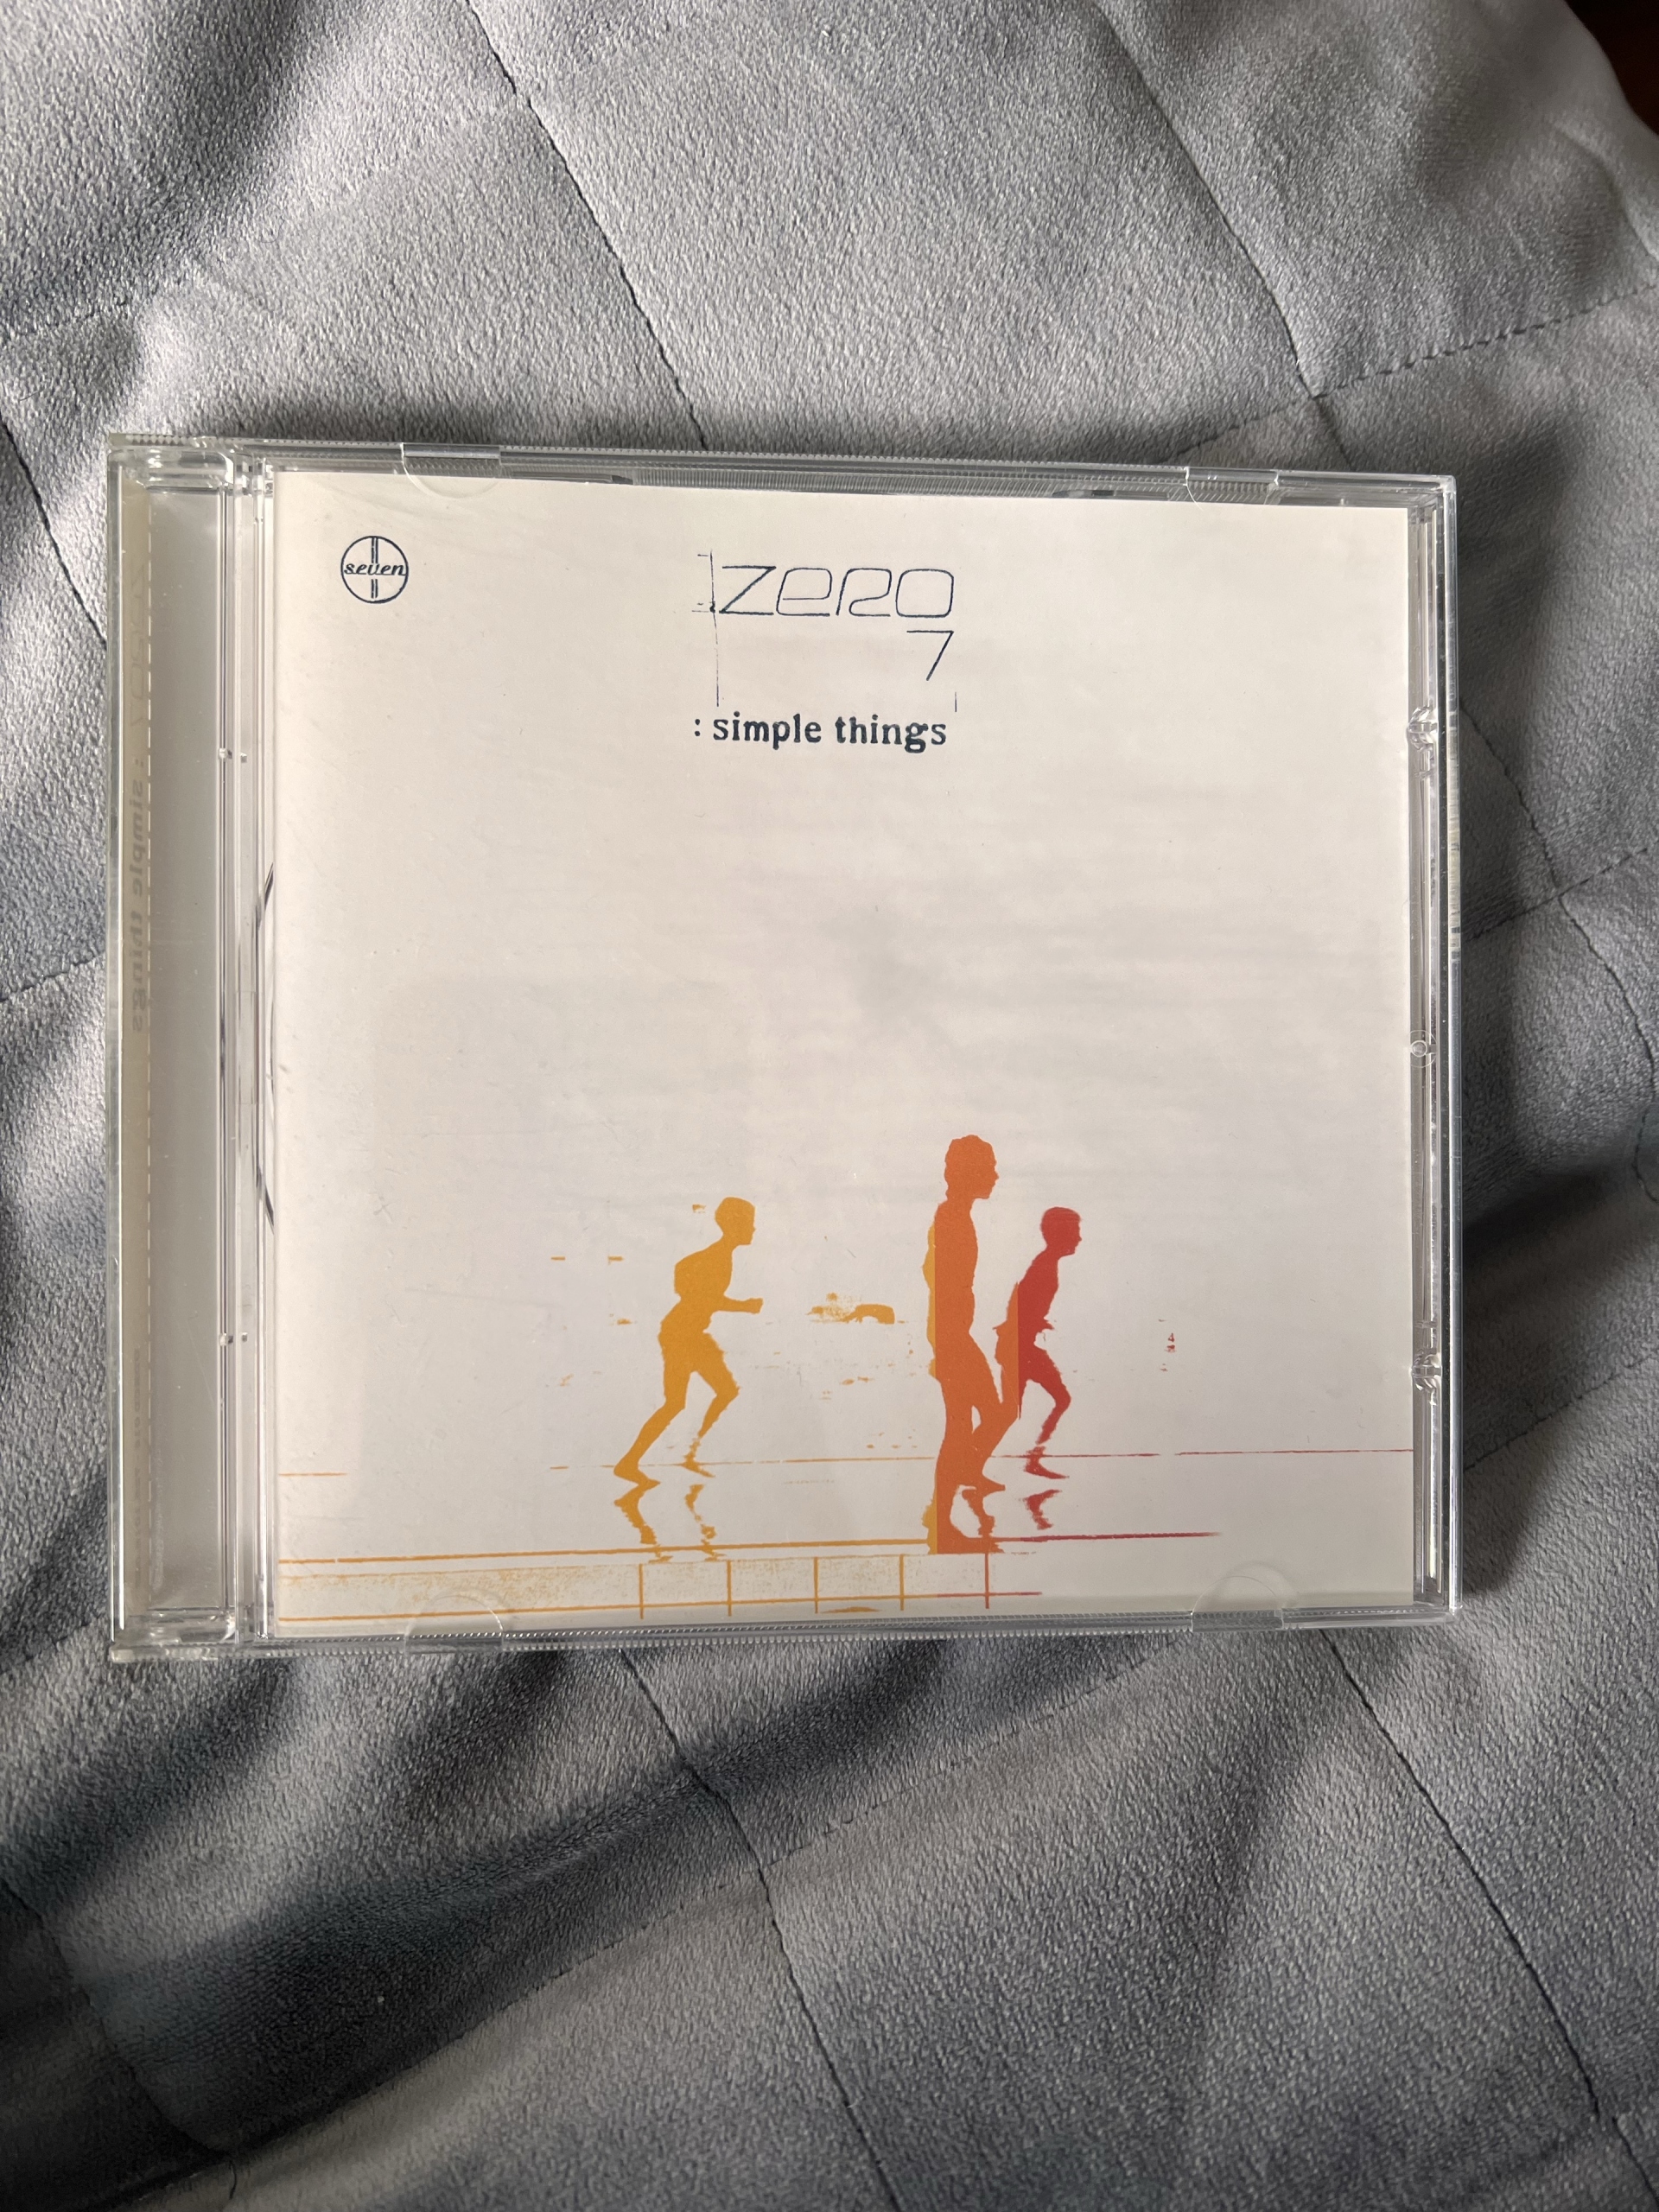 seven
zero
7
: simple things
: simple things